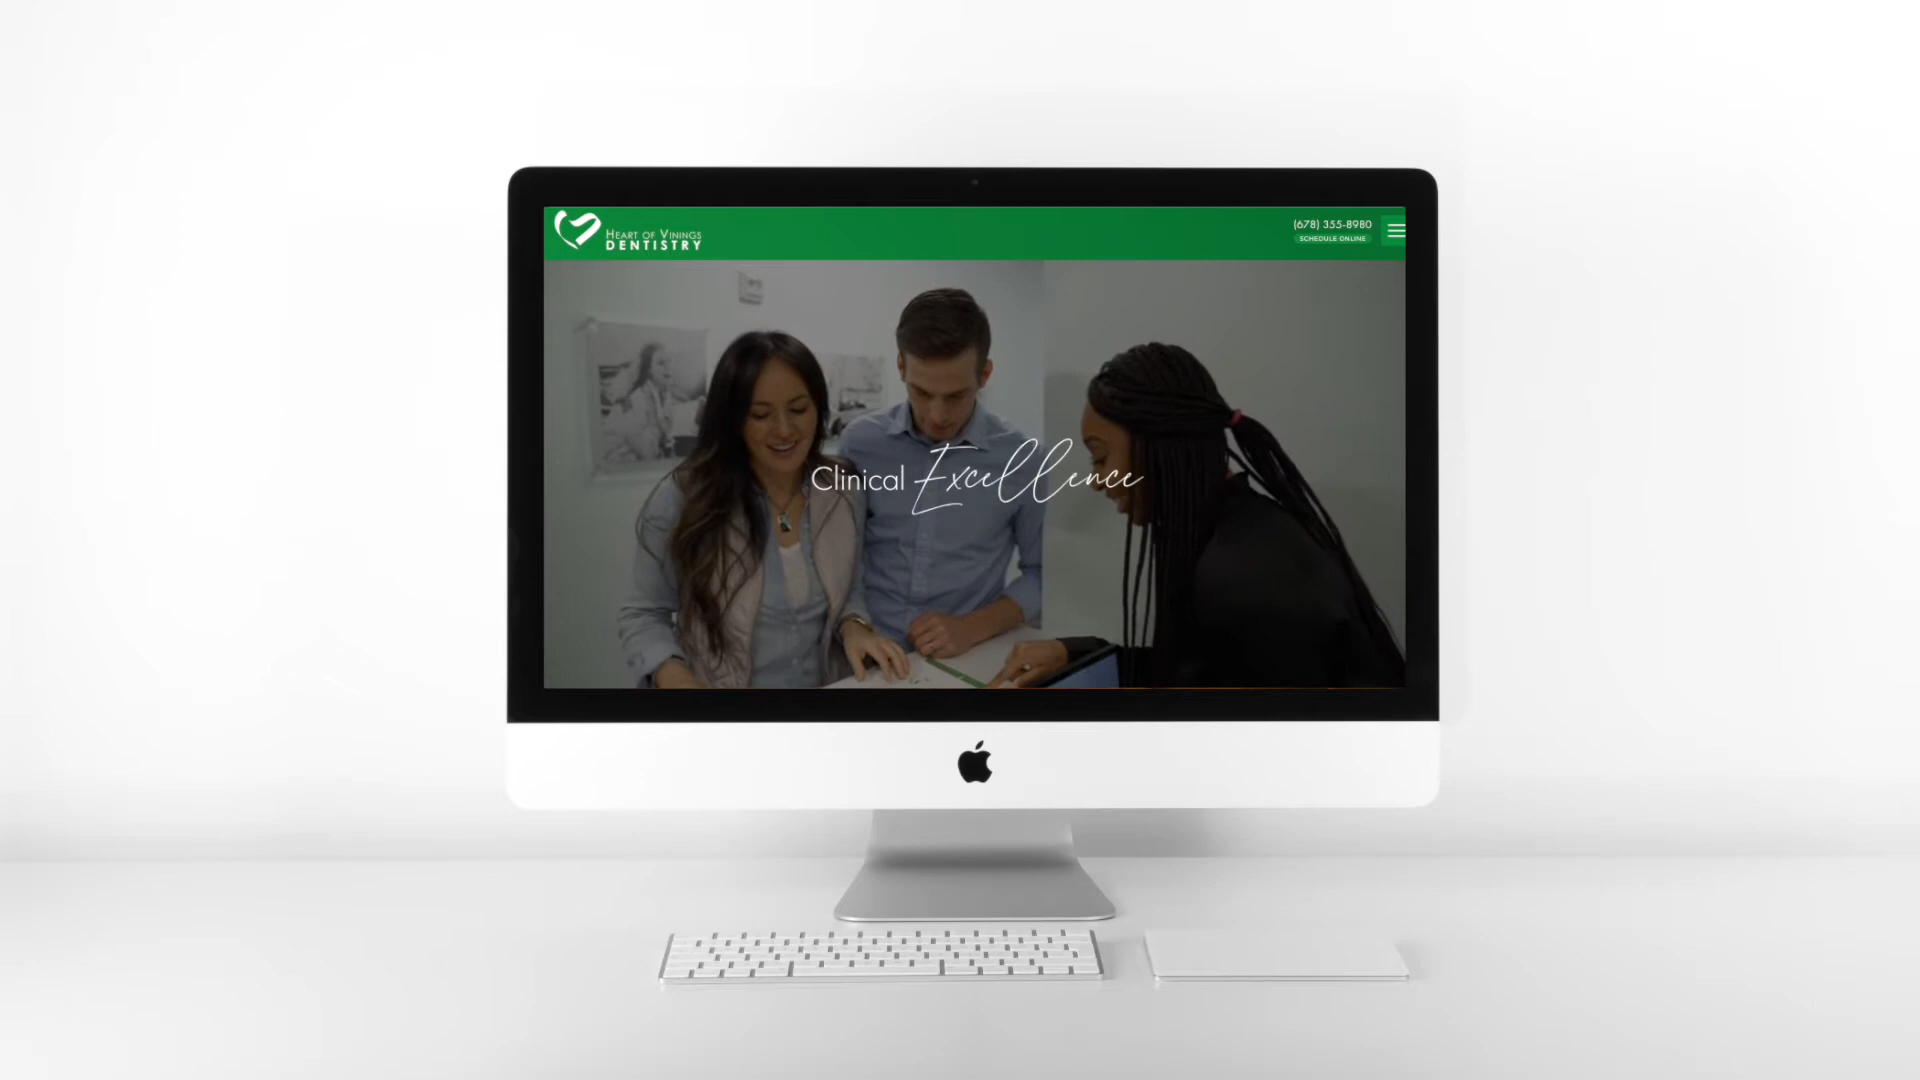 Heart of Vinings
DENTISTRY
(678) 355-8980
SCHEDULE ONLINE
Clinical Excellence